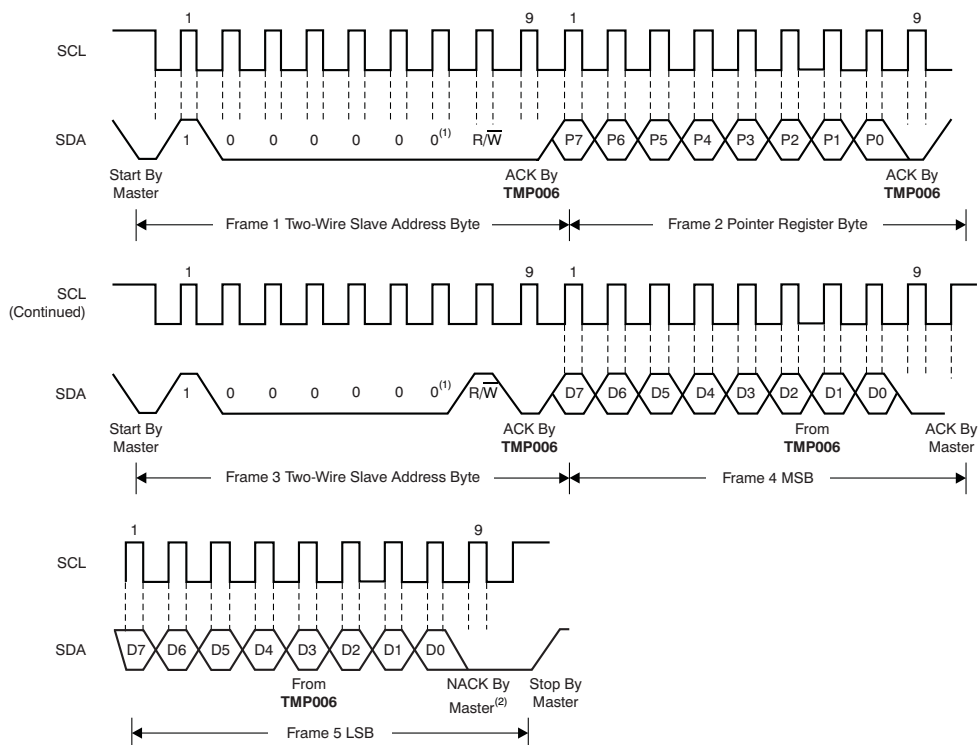 1 9 1 9
SCL
SDA 1 0 0 0 0 0 0(1) R/W̅ P7 P6 P5 P4 P3 P2 P1 P0
Start By Master
ACK By TMP006
ACK By TMP006
Frame 1 Two-Wire Slave Address Byte
Frame 2 Pointer Register Byte
1 9 1 9
SCL
(Continued)
SDA 1 0 0 0 0 0 0(1) R/W̅ D7 D6 D5 D4 D3 D2 D1 D0
Start By Master
ACK By TMP006
From TMP006
ACK By Master
Frame 3 Two-Wire Slave Address Byte
Frame 4 MSB
1 9
SCL
SDA D7 D6 D5 D4 D3 D2 D1 D0
From TMP006
NACK By Master(2)
Stop By Master
Frame 5 LSB